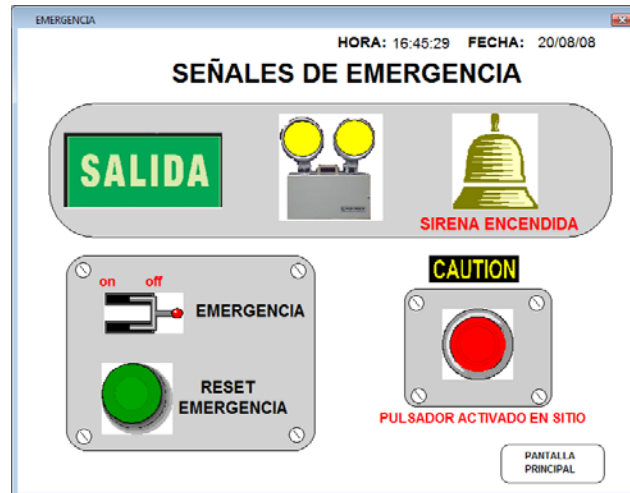 EMERGENCIA
HORA: 16:45:29 FECHA: 20/08/08
SEÑALES DE EMERGENCIA
SALIDA
SIRENA ENCENDIDA
on off
EMERGENCIA
RESET
EMERGENCIA
CAUTION
PULSADOR ACTIVADO EN SITIO
PANTALLA
PRINCIPAL